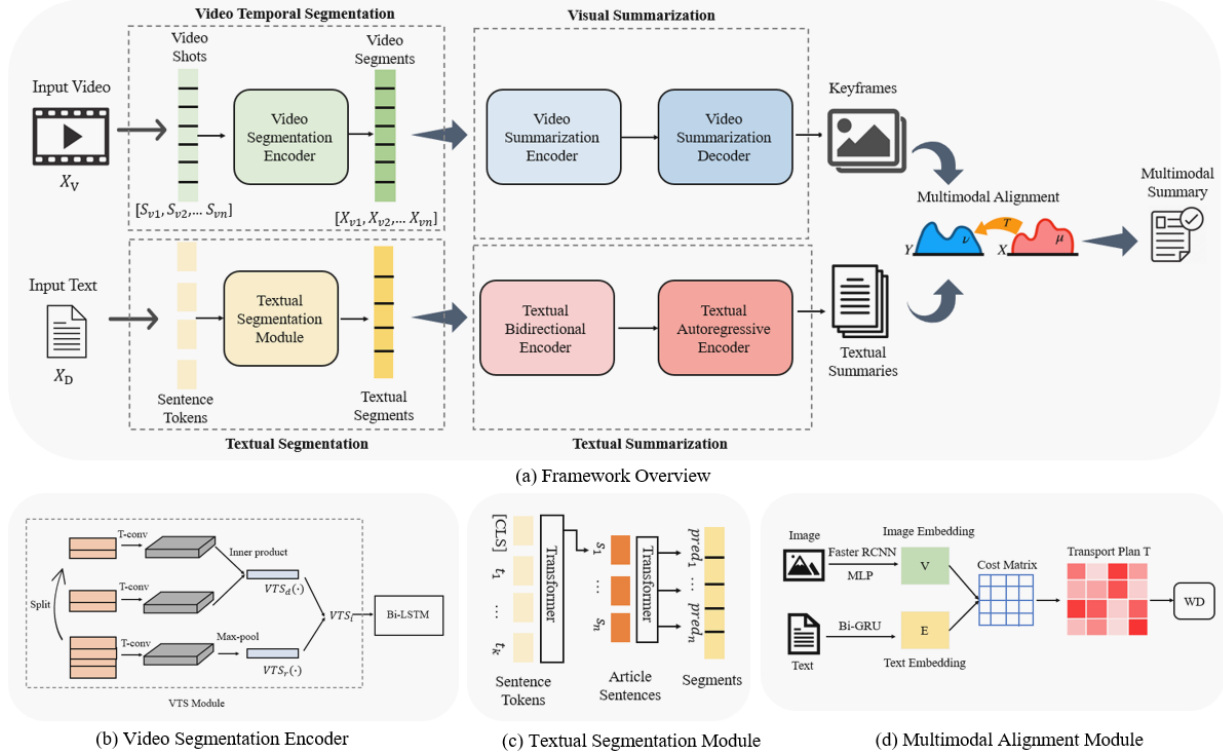 Video Temporal Segmentation
Visual Summarization
Video
Shots
Video
Segments
Input Video
X_V
Video
Segmentation
Encoder
[S_v1, S_v2,... S_vn]
[X_v1, X_v2,... X_vn]
Video
Summarization
Encoder
Video
Summarization
Decoder
Keyframes
Multimodal Alignment
Y
ν
T
X
μ
Multimodal
Summary
Input Text
X_D
Textual
Segmentation
Module
Sentence
Tokens
Textual
Segments
Textual
Bidirectional
Encoder
Textual
Autoregressive
Encoder
Textual
Summaries
Textual Segmentation
Textual Summarization
(a) Framework Overview
Split
T-conv
T-conv
T-conv
Inner product
Max-pool
VTS_d(·)
VTS_r(·)
VTS_i
Bi-LSTM
VTS Module
(b) Video Segmentation Encoder
[CLS]
t_1
...
t_k
Transformer
s_1
...
s_n
Transformer
pred_1
...
pred_n
Sentence
Tokens
Article
Sentences
Segments
(c) Textual Segmentation Module
Image
Faster RCNN
MLP
Image Embedding
V
Cost Matrix
Transport Plan T
WD
Text
Bi-GRU
E
Text Embedding
(d) Multimodal Alignment Module